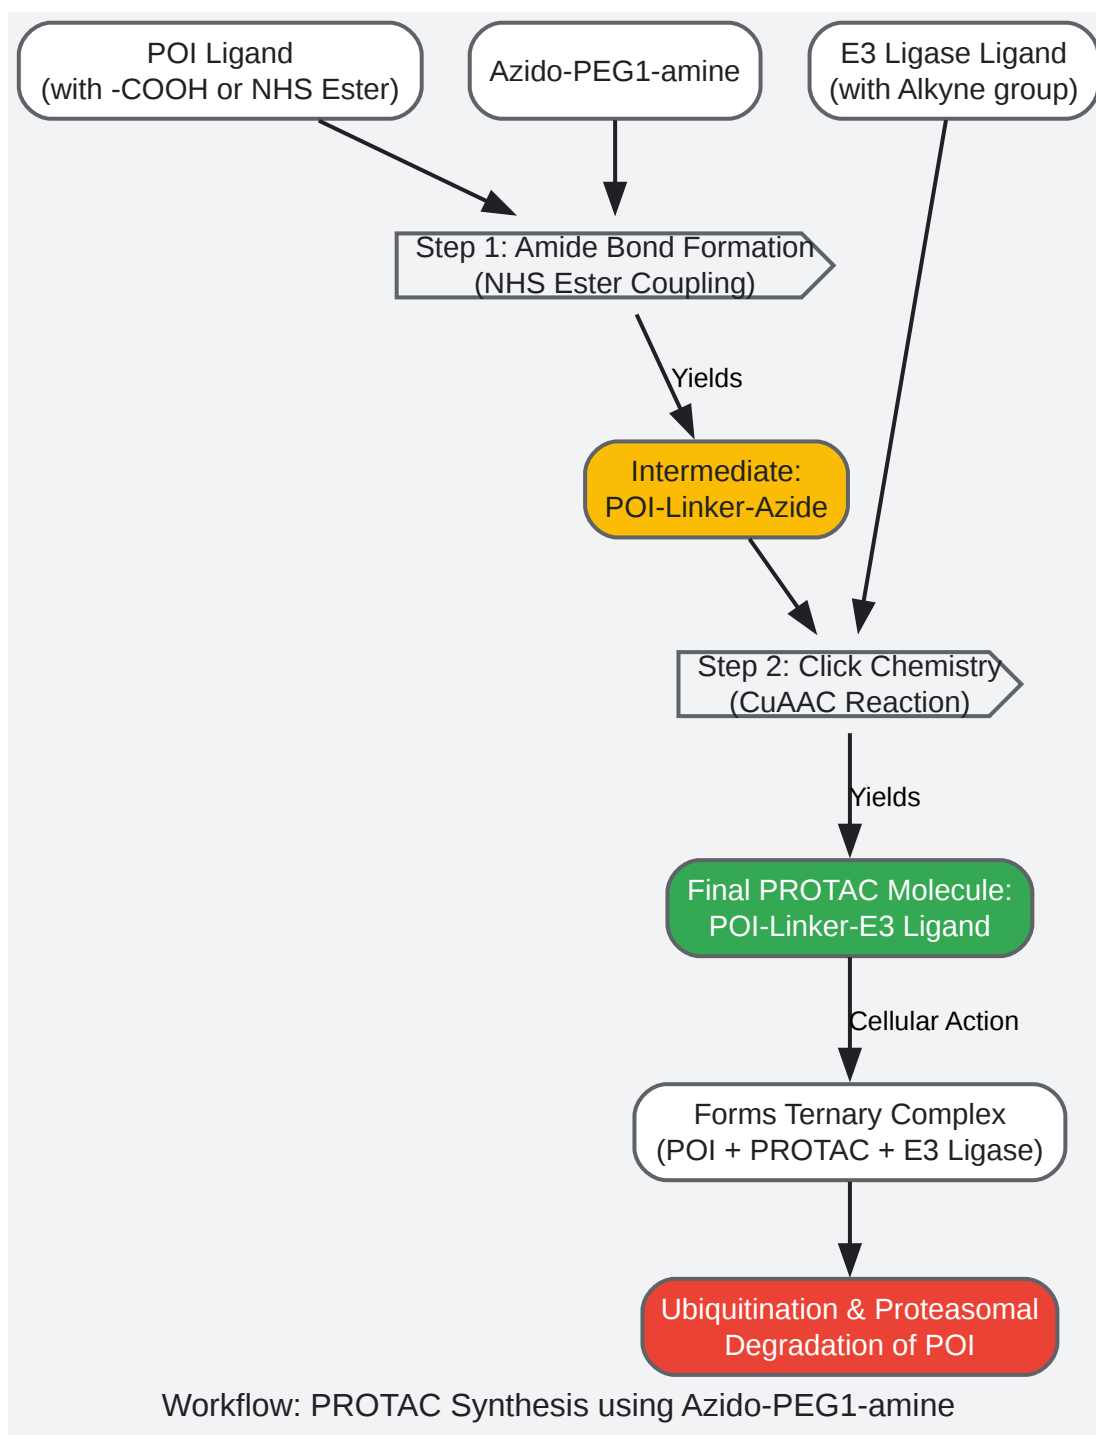 POI Ligand
(with -COOH or NHS Ester)
Azido-PEG1-amine
E3 Ligase Ligand
(with Alkyne group)
Step 1: Amide Bond Formation
(NHS Ester Coupling)
Yields
Intermediate:
POI-Linker-Azide
Step 2: Click Chemistry
(CuAAC Reaction)
Yields
Final PROTAC Molecule:
POI-Linker-E3 Ligand
Cellular Action
Forms Ternary Complex
(POI + PROTAC + E3 Ligase)
Ubiquitination & Proteasomal
Degradation of POI
Workflow: PROTAC Synthesis using Azido-PEG1-amine